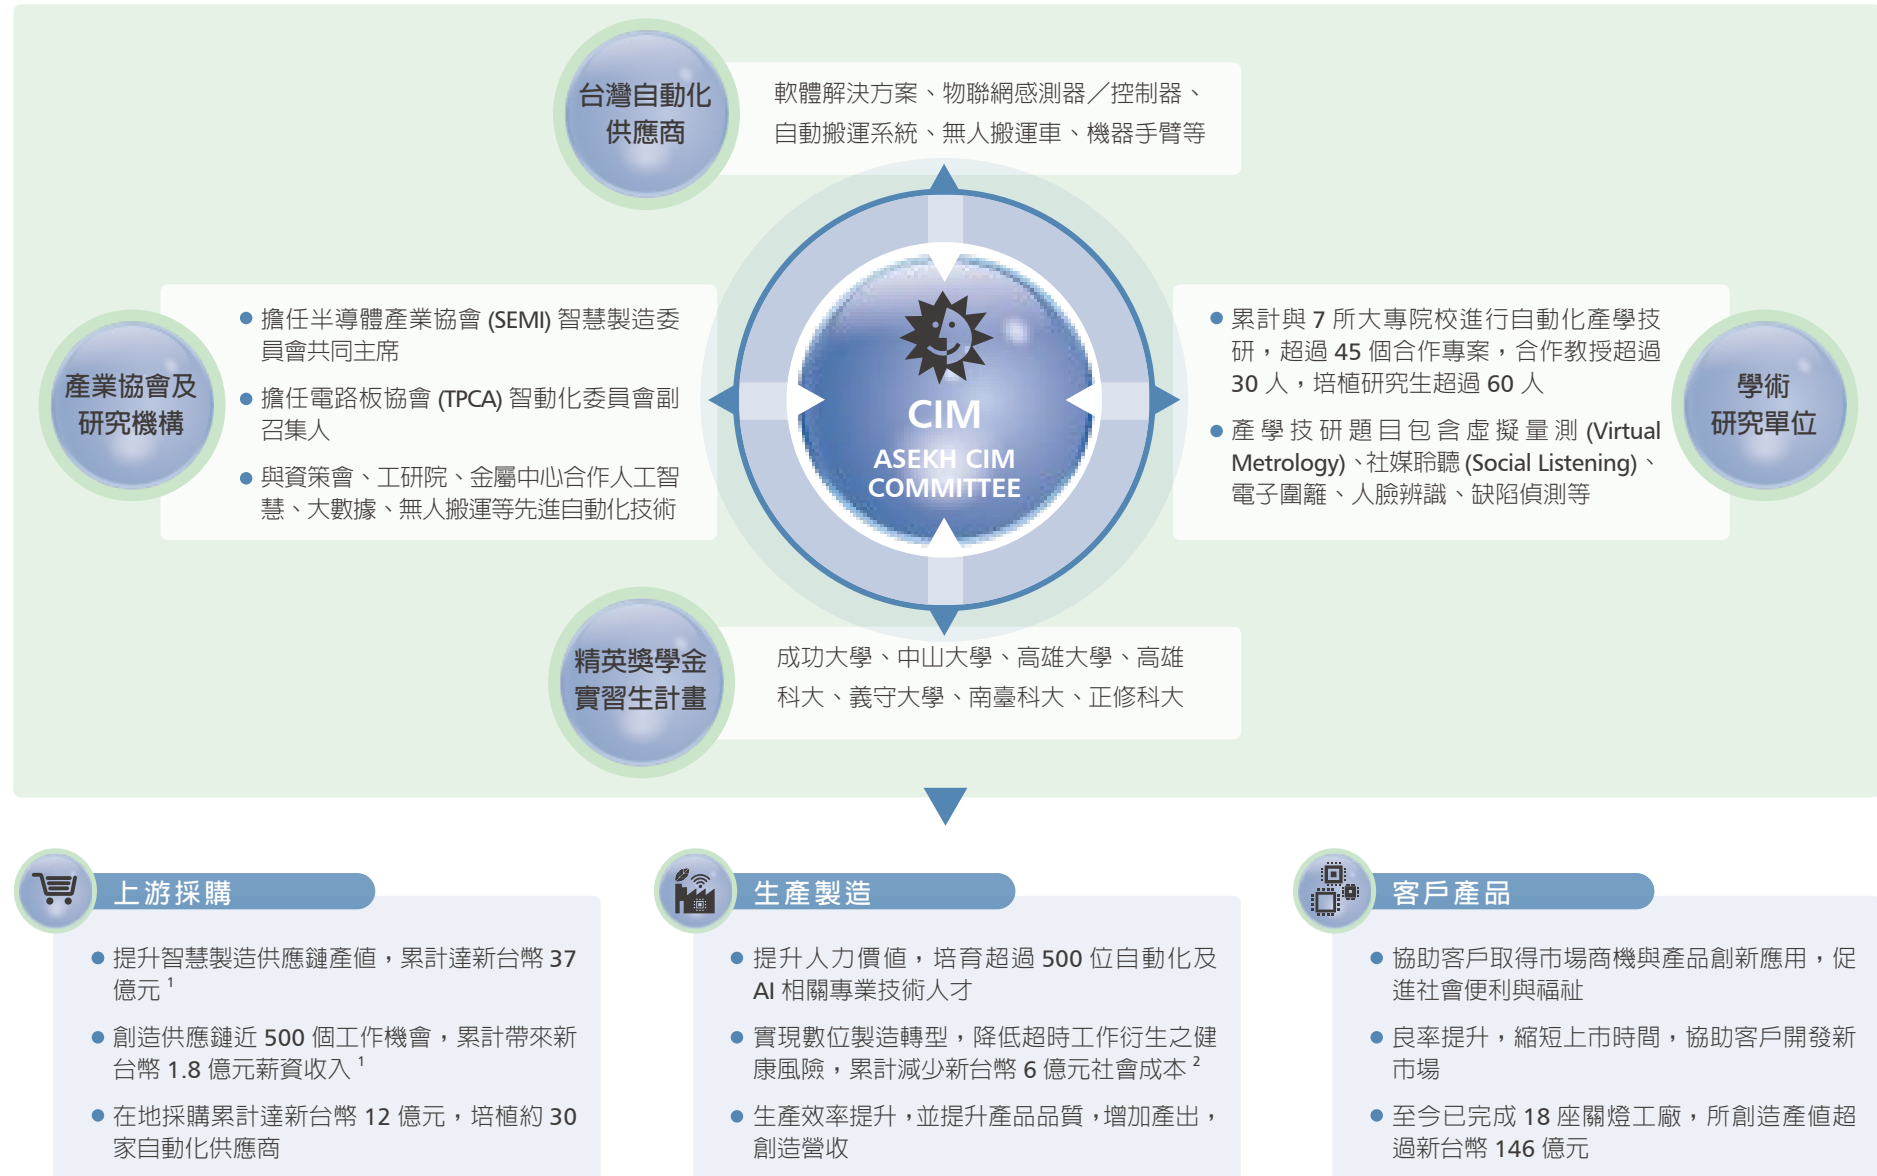 台灣自動化
供應商
軟體解決方案、物聯網感測器／控制器、
自動搬運系統、無人搬運車、機器手臂等
產業協會及
研究機構
擔任半導體產業協會 (SEMI) 智慧製造委
員會共同主席
擔任電路板協會 (TPCA) 智動化委員會副
召集人
與資策會、工研院、金屬中心合作人工智
慧、大數據、無人搬運等先進自動化技術
CIM
ASEKH CIM
COMMITTEE
累計與 7 所大專院校進行自動化產學技
研，超過 45 個合作專案，合作教授超過
30 人，培植研究生超過 60 人
產學技研題目包含虛擬量測 (Virtual
Metrology)、社媒聆聽 (Social Listening)、
電子圍籬、人臉辨識、缺陷偵測等
學術
研究單位
精英獎學金
實習生計畫
成功大學、中山大學、高雄大學、高雄
科大、義守大學、南臺科大、正修科大
上游採購
提升智慧製造供應鏈產值，累計達新台幣 37
億元 1
創造供應鏈近 500 個工作機會，累計帶來新
台幣 1.8 億元薪資收入 1
在地採購累計達新台幣 12 億元，培植約 30
家自動化供應商
生產製造
提升人力價值，培育超過 500 位自動化及
AI 相關專業技術人才
實現數位製造轉型，降低超時工作衍生之健
康風險，累計減少新台幣 6 億元社會成本 2
生產效率提升，並提升產品品質，增加產出，
創造營收
客戶產品
協助客戶取得市場商機與產品創新應用，促
進社會便利與福祉
良率提升，縮短上市時間，協助客戶開發新
市場
至今已完成 18 座關燈工廠，所創造產值超
過新台幣 146 億元